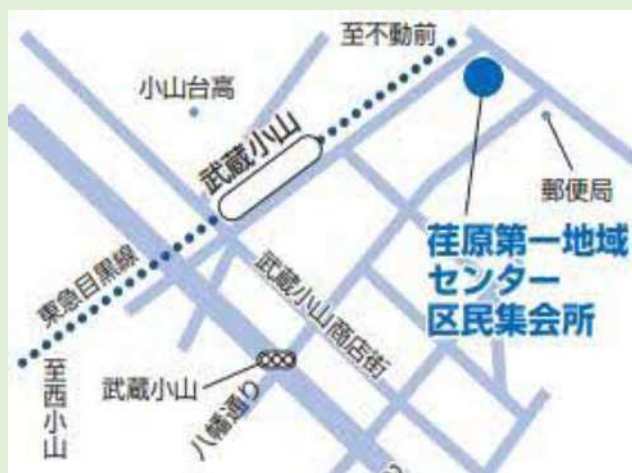 至不動前
小山台高
武蔵小山
郵便局
荏原第一地域
センター
区民集会所
東急目黒線
武蔵小山商店街
武蔵小山
八幡通り
至西小山